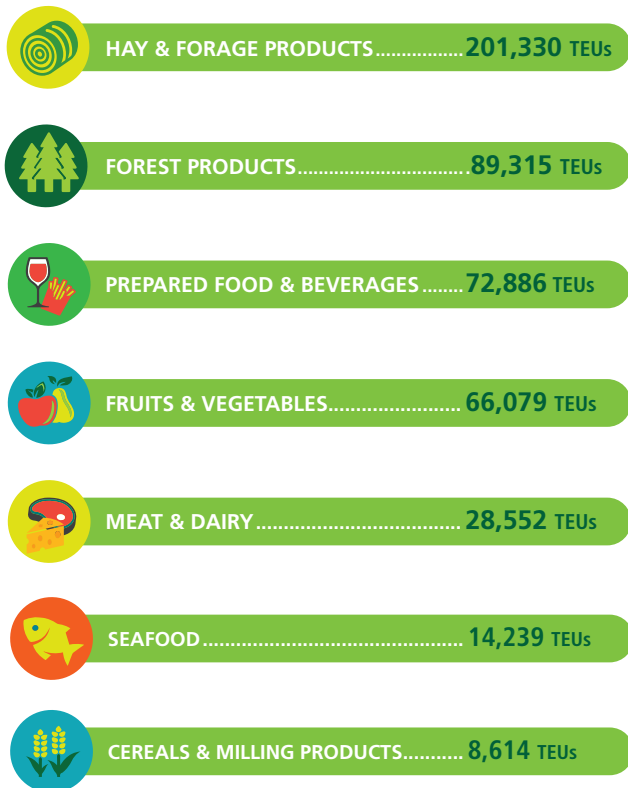 HAY & FORAGE PRODUCTS................201,330 TEUs
FOREST PRODUCTS...............................89,315 TEUs
PREPARED FOOD & BEVERAGES........72,886 TEUs
FRUITS & VEGETABLES........................ 66,079 TEUs
MEAT & DAIRY..................................... 28,552 TEUs
SEAFOOD............................................... 14,239 TEUs
CEREALS & MILLING PRODUCTS........... 8,614 TEUs